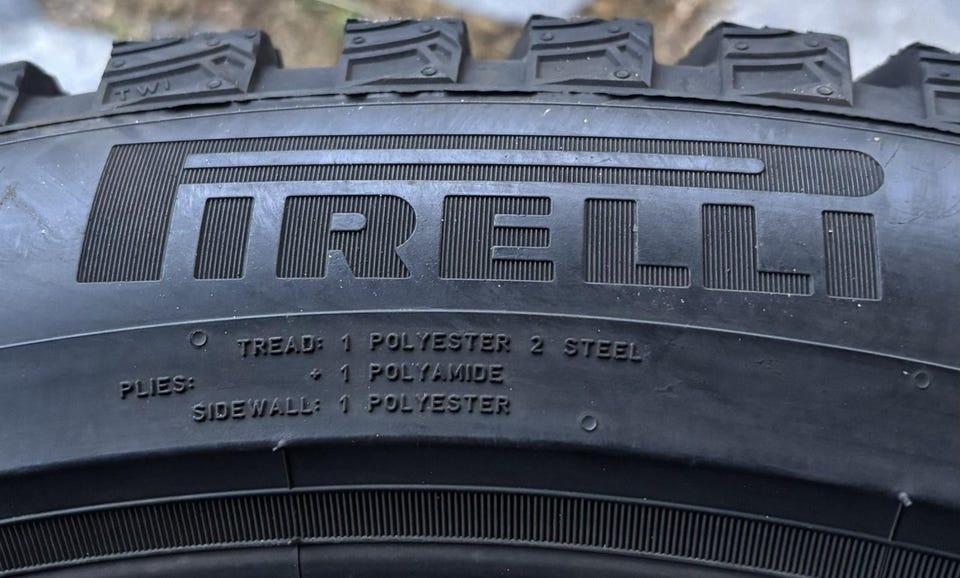 TWI
PIRELLI
TREAD: 1 POLYESTER 2 STEEL
PLIES: + 1 POLYAMIDE
SIDEWALL: 1 POLYESTER